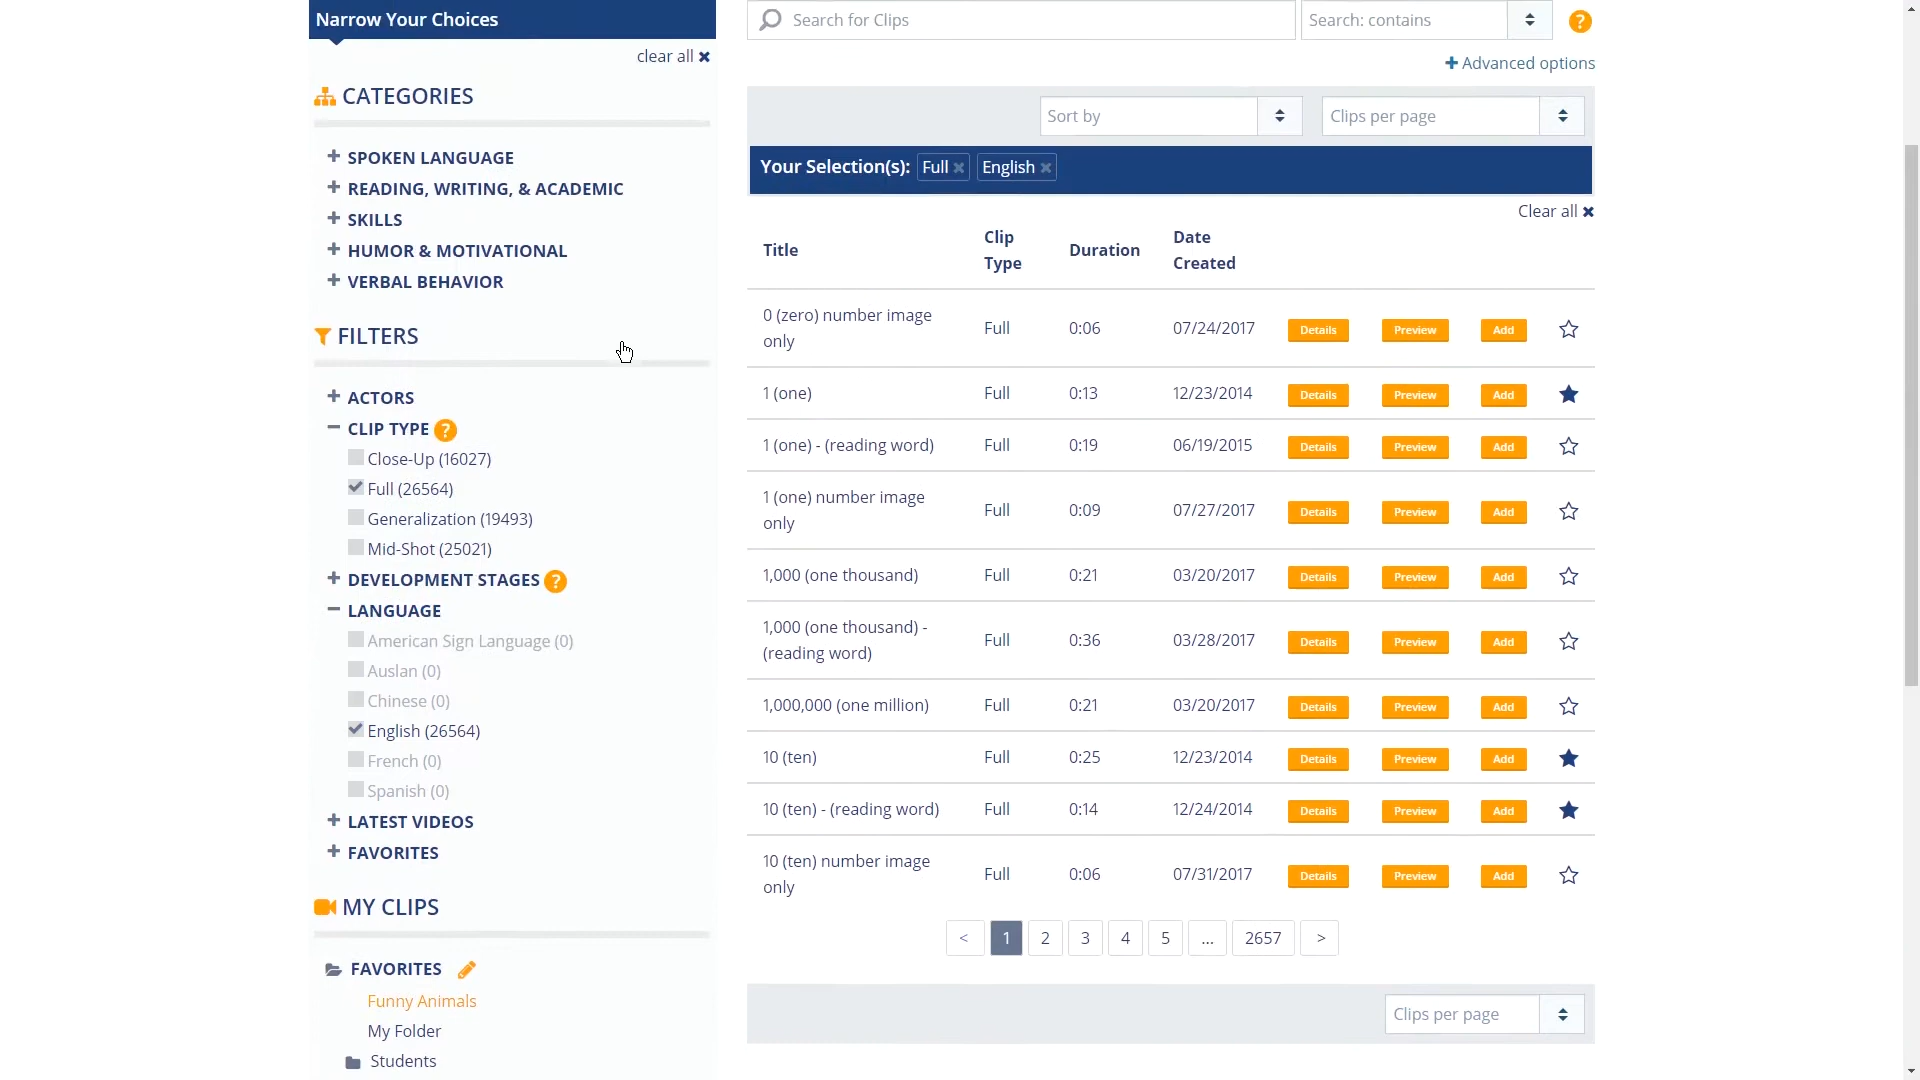 Narrow Your Choices
clear all
CATEGORIES
SPOKEN LANGUAGE
READING, WRITING, & ACADEMIC
SKILLS
HUMOR & MOTIVATIONAL
VERBAL BEHAVIOR
FILTERS
ACTORS
CLIP TYPE ?
Close-Up (16027)
Full (26564)
Generalization (19493)
Mid-Shot (25021)
DEVELOPMENT STAGES ?
LANGUAGE
American Sign Language (0)
Auslan (0)
Chinese (0)
English (26564)
French (0)
Spanish (0)
LATEST VIDEOS
FAVORITES
MY CLIPS
FAVORITES
Funny Animals
My Folder
Students
Search for Clips
Search: contains
?
+ Advanced options
Sort by
Clips per page
Your Selection(s): Full × English ×
Clear all
Title Clip Type Duration Date Created
0 (zero) number image only Full 0:06 07/24/2017 Details Preview Add
1 (one) Full 0:13 12/23/2014 Details Preview Add
1 (one) - (reading word) Full 0:19 06/19/2015 Details Preview Add
1 (one) number image only Full 0:09 07/27/2017 Details Preview Add
1,000 (one thousand) Full 0:21 03/20/2017 Details Preview Add
1,000 (one thousand) - (reading word) Full 0:36 03/28/2017 Details Preview Add
1,000,000 (one million) Full 0:21 03/20/2017 Details Preview Add
10 (ten) Full 0:25 12/23/2014 Details Preview Add
10 (ten) - (reading word) Full 0:14 12/24/2014 Details Preview Add
10 (ten) number image only Full 0:06 07/31/2017 Details Preview Add
< 1 2 3 4 5 ... 2657 >
Clips per page